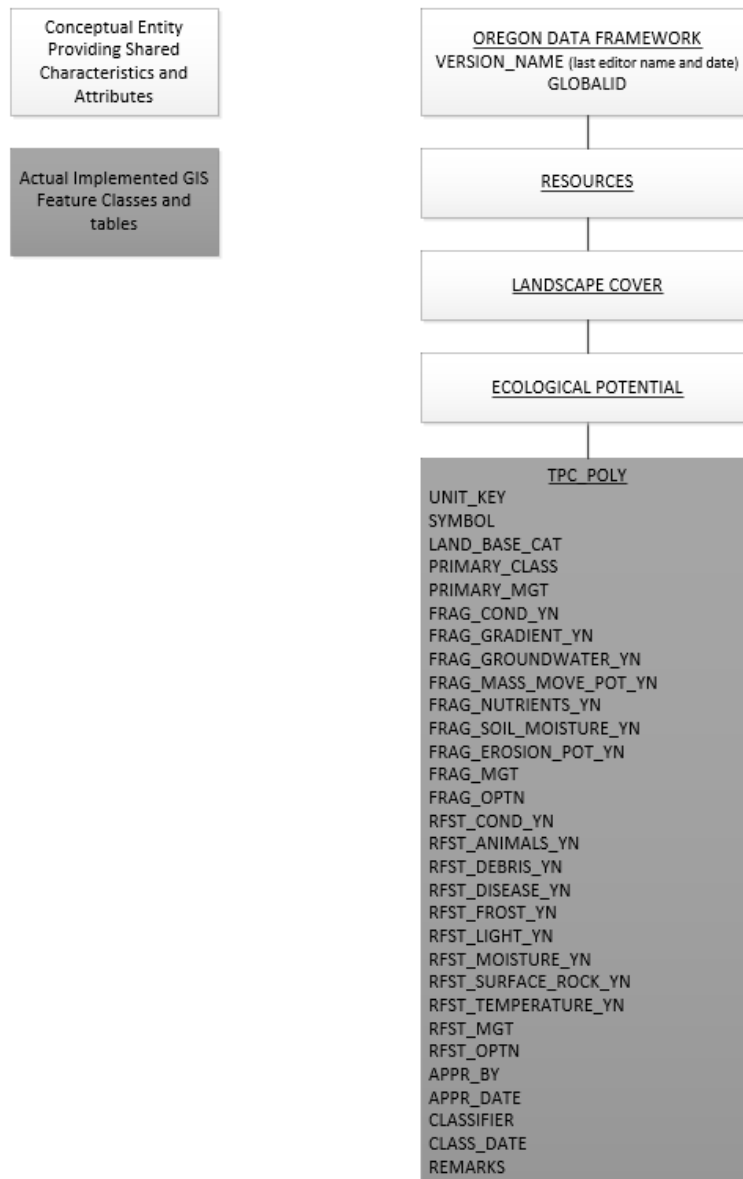 Conceptual Entity
Providing Shared
Characteristics and
Attributes
Actual Implemented GIS
Feature Classes and
tables
OREGON DATA FRAMEWORK
VERSION_NAME (last editor name and date)
GLOBALID
RESOURCES
LANDSCAPE COVER
ECOLOGICAL POTENTIAL
TPC_POLY
UNIT_KEY
SYMBOL
LAND_BASE_CAT
PRIMARY_CLASS
PRIMARY_MGT
FRAG_COND_YN
FRAG_GRADIENT_YN
FRAG_GROUNDWATER_YN
FRAG_MASS_MOVE_POT_YN
FRAG_NUTRIENTS_YN
FRAG_SOIL_MOISTURE_YN
FRAG_EROSION_POT_YN
FRAG_MGT
FRAG_OPTN
RFST_COND_YN
RFST_ANIMALS_YN
RFST_DEBRIS_YN
RFST_DISEASE_YN
RFST_FROST_YN
RFST_LIGHT_YN
RFST_MOISTURE_YN
RFST_SURFACE_ROCK_YN
RFST_TEMPERATURE_YN
RFST_MGT
RFST_OPTN
APPR_BY
APPR_DATE
CLASSIFIER
CLASS_DATE
REMARKS